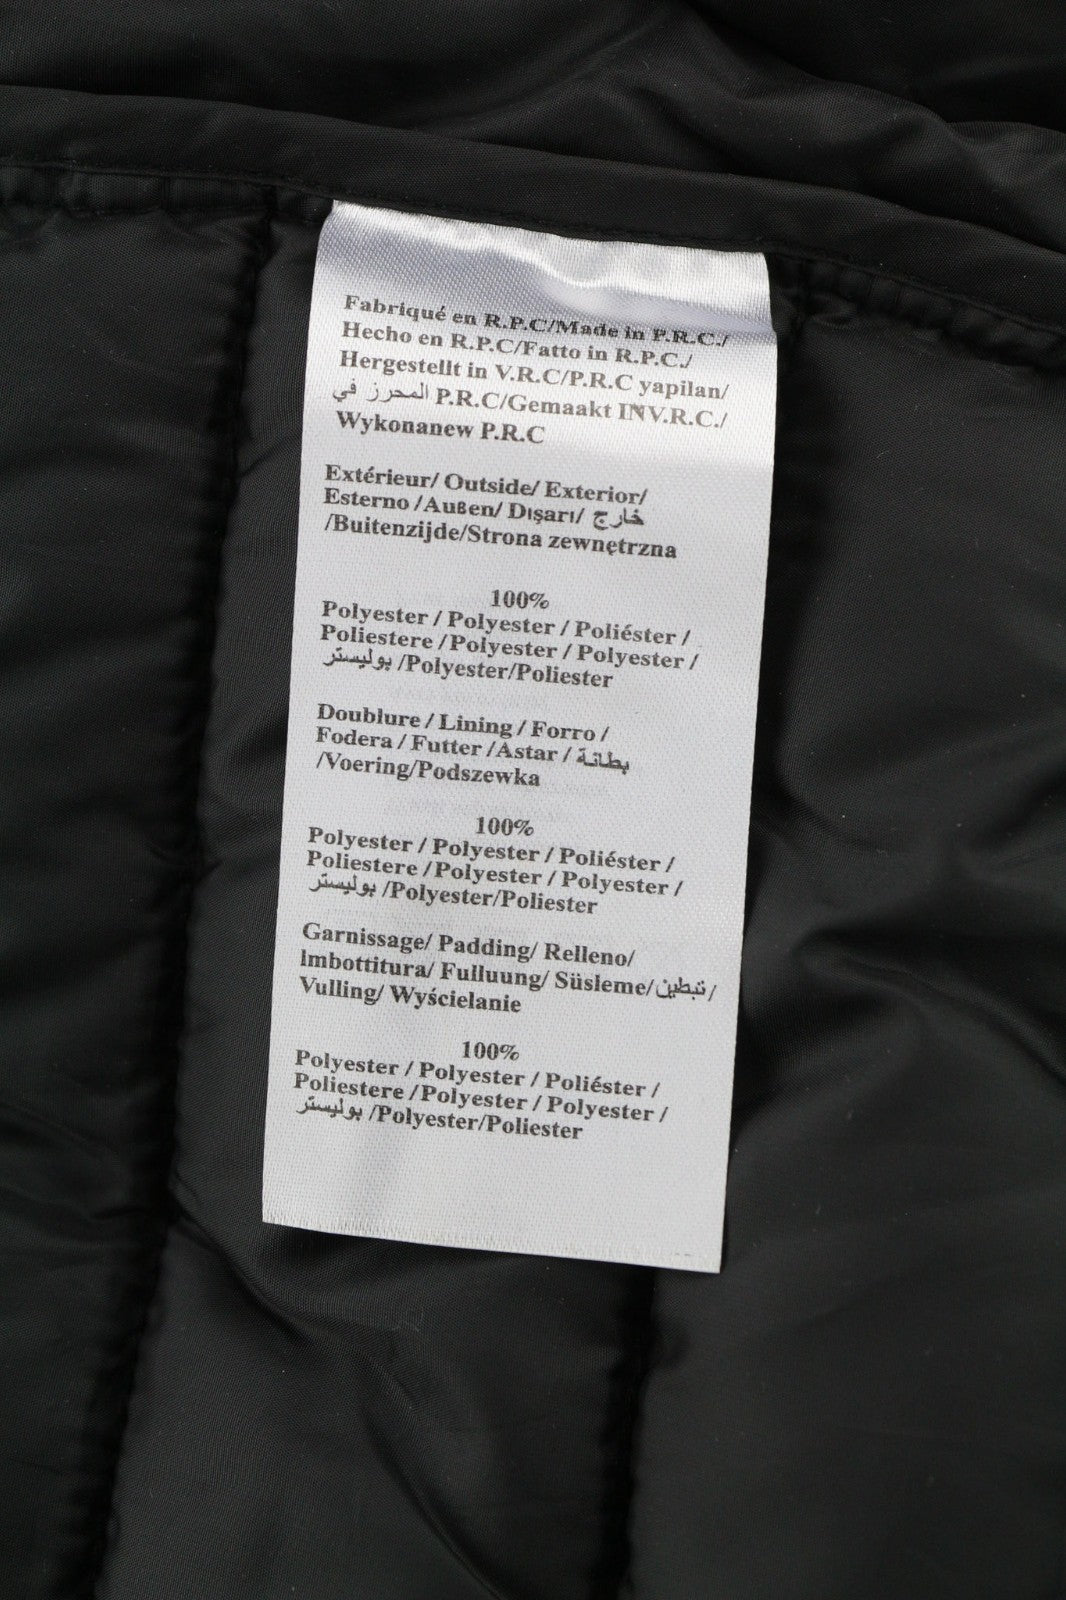 Fabriqué en R.P.C/Made in P.R.C./
Hecho en R.P.C/Fatto in R.P.C./
Hergestellt in V.R.C/P.R.C yapilan/
المحرز في P.R.C/Gemaakt INV.R.C./
Wykonanew P.R.C
Extérieur/ Outside/ Exterior/
Esterno /Außen/ Dışarı/ خارج
/Buitenzijde/Strona zewnętrzna
100%
Polyester / Polyester / Poliéster /
Poliestere / Polyester / Polyester /
بوليستر /Polyester/Poliester
Doublure / Lining / Forro /
Fodera / Futter /Astar / بطانة
/Voering/Podszewka
100%
Polyester / Polyester / Poliéster /
Poliestere /Polyester / Polyester /
بوليستر /Polyester/Poliester
Garnissage/ Padding/ Relleno/
lmbottitura/ Fulluung/ Süsleme/تبطين/
Vulling/ Wyścielanie
100%
Polyester / Polyester / Poliéster /
Poliestere /Polyester / Polyester /
بوليستر /Polyester/Poliester